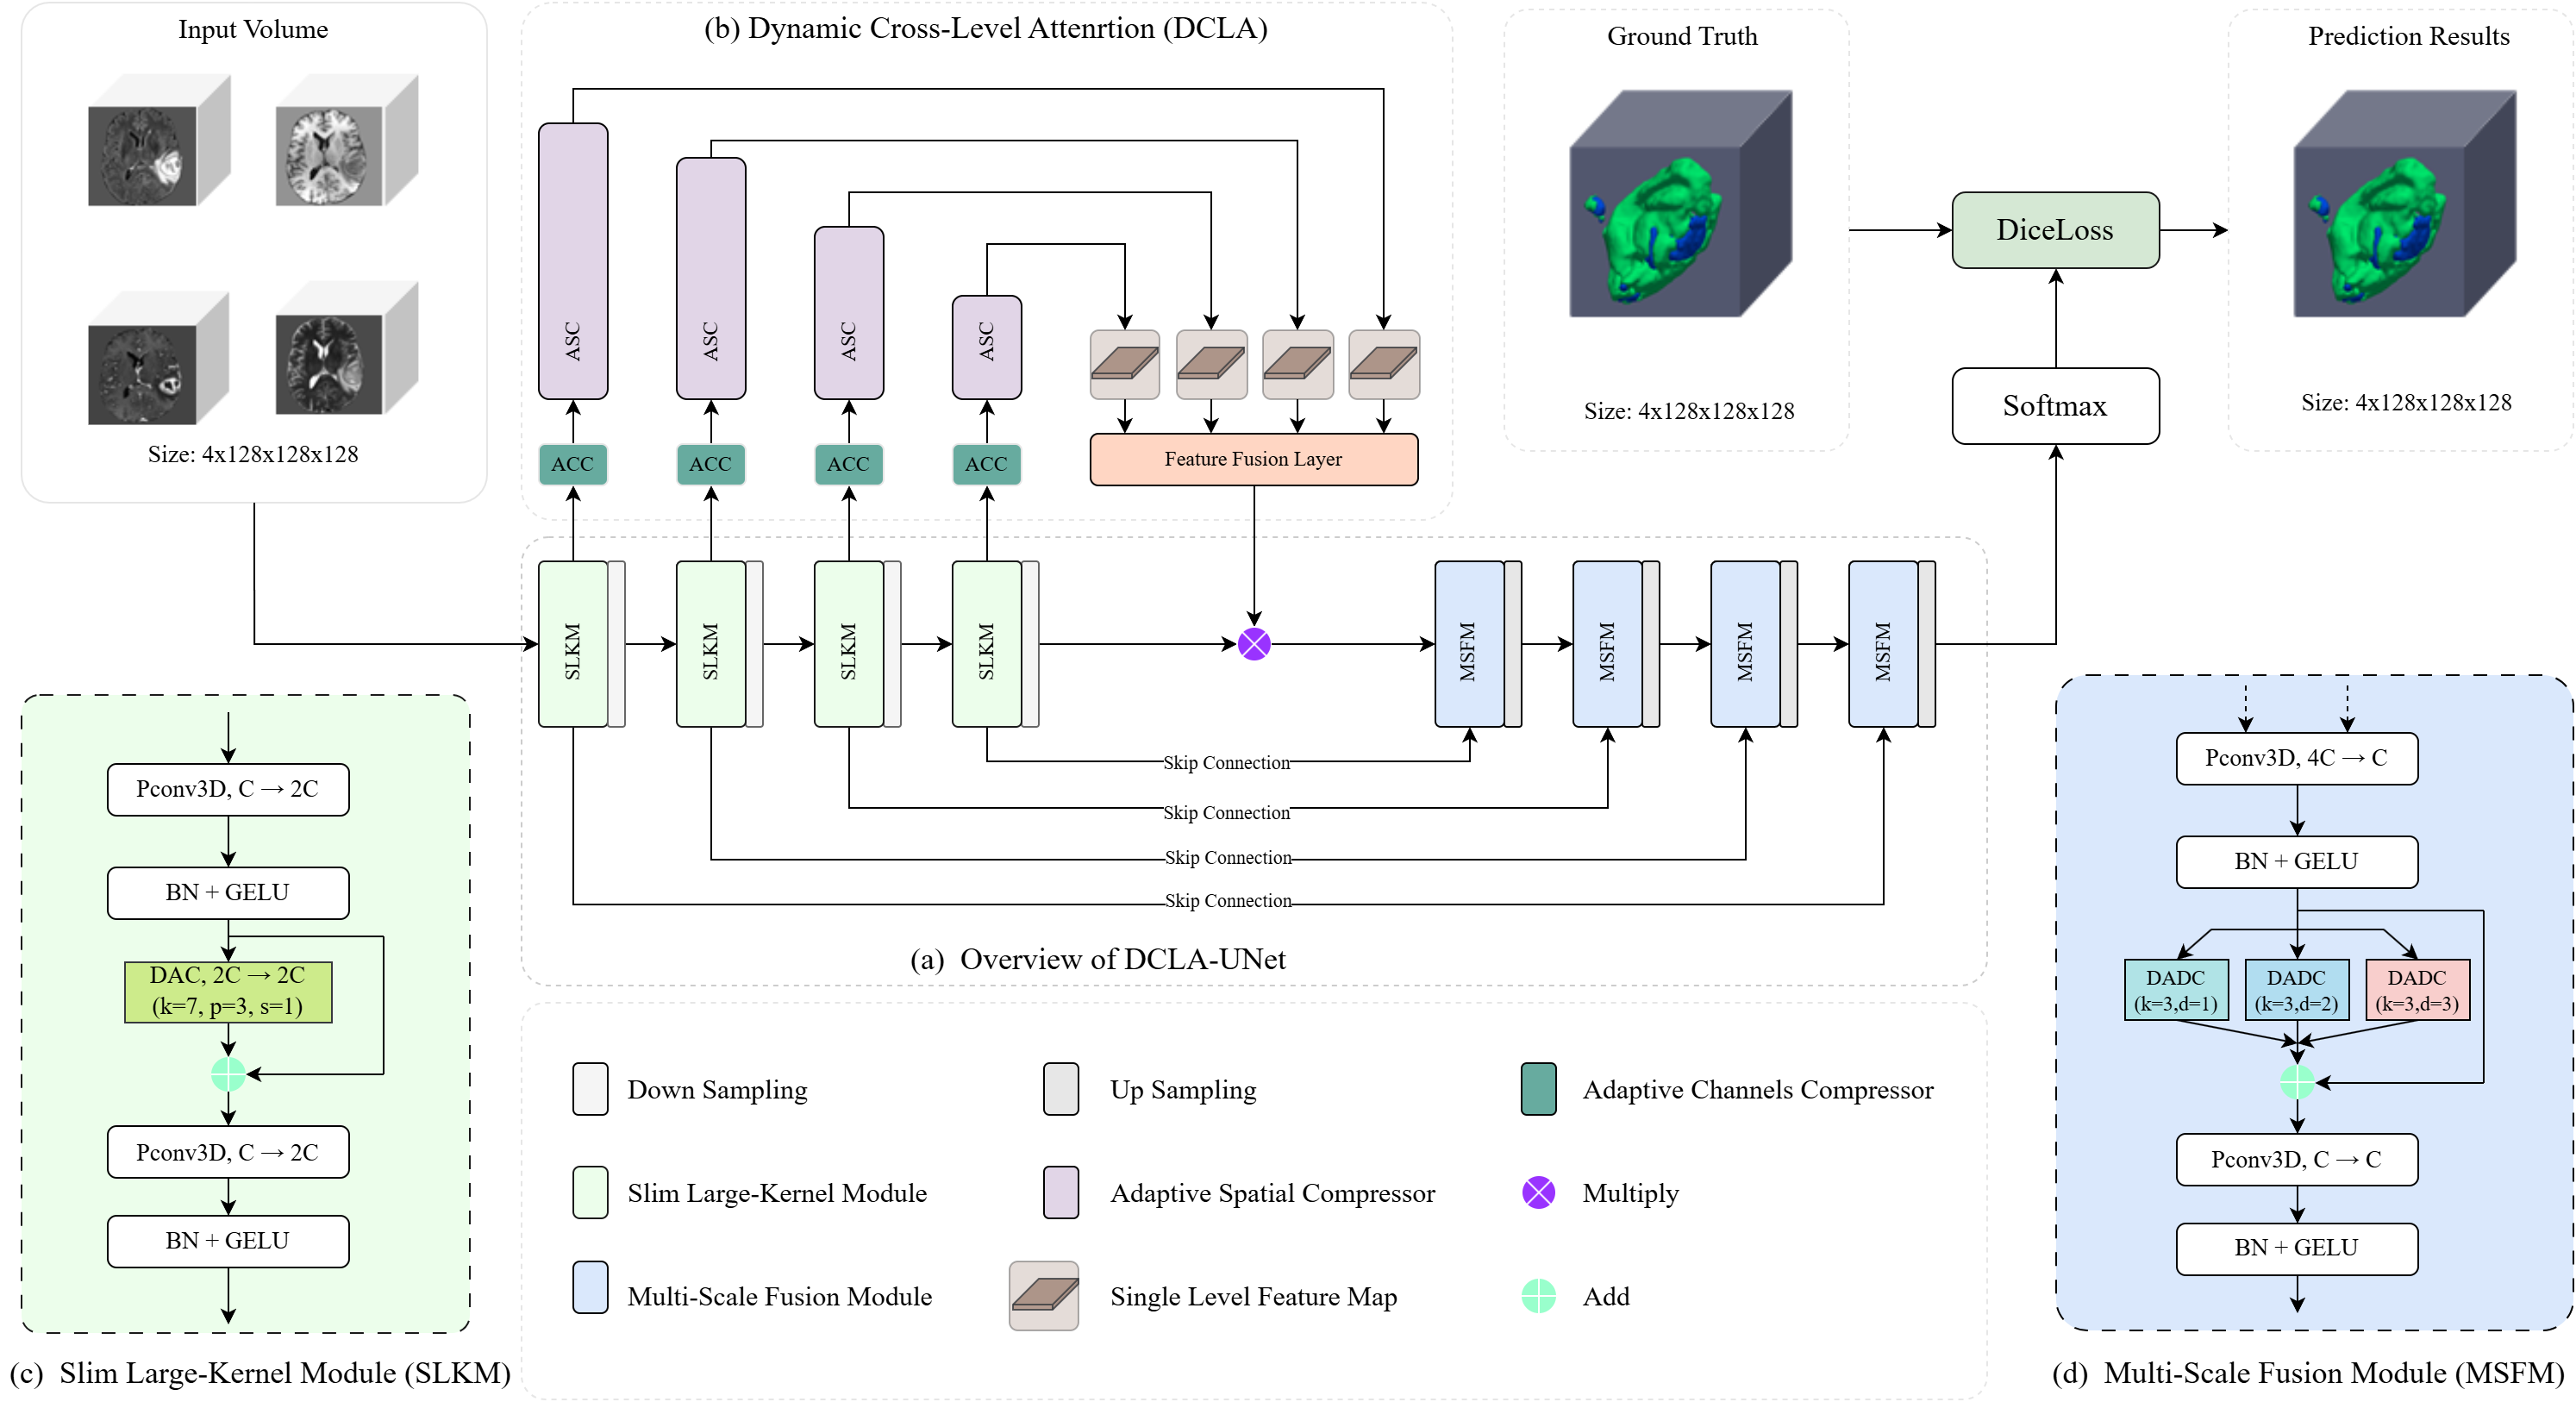 Input Volume
Size: 4x128x128x128
(b) Dynamic Cross-Level Attenrtion (DCLA)
ASC
ASC
ASC
ASC
ACC
ACC
ACC
ACC
Feature Fusion Layer
Ground Truth
Size: 4x128x128x128
DiceLoss
Softmax
Prediction Results
Size: 4x128x128x128
SLKM
SLKM
SLKM
SLKM
MSFM
MSFM
MSFM
MSFM
Skip Connection
Skip Connection
Skip Connection
Skip Connection
(a) Overview of DCLA-UNet
Pconv3D, C → 2C
BN + GELU
DAC, 2C → 2C
(k=7, p=3, s=1)
Pconv3D, C → 2C
BN + GELU
(c) Slim Large-Kernel Module (SLKM)
Down Sampling
Up Sampling
Adaptive Channels Compressor
Slim Large-Kernel Module
Adaptive Spatial Compressor
Multiply
Multi-Scale Fusion Module
Single Level Feature Map
Add
Pconv3D, 4C → C
BN + GELU
DADC
(k=3,d=1)
DADC
(k=3,d=2)
DADC
(k=3,d=3)
Pconv3D, C → C
BN + GELU
(d) Multi-Scale Fusion Module (MSFM)